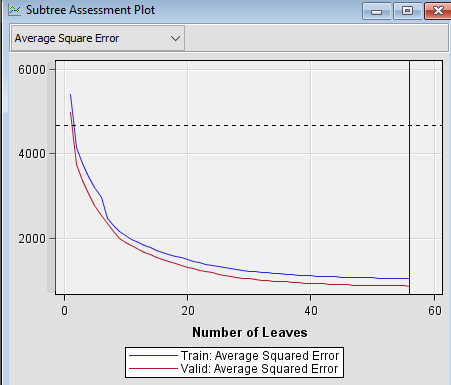 Subtree Assessment Plot
Average Square Error
6000
4000
2000
0 20 40 60
Number of Leaves
Train: Average Squared Error
Valid: Average Squared Error